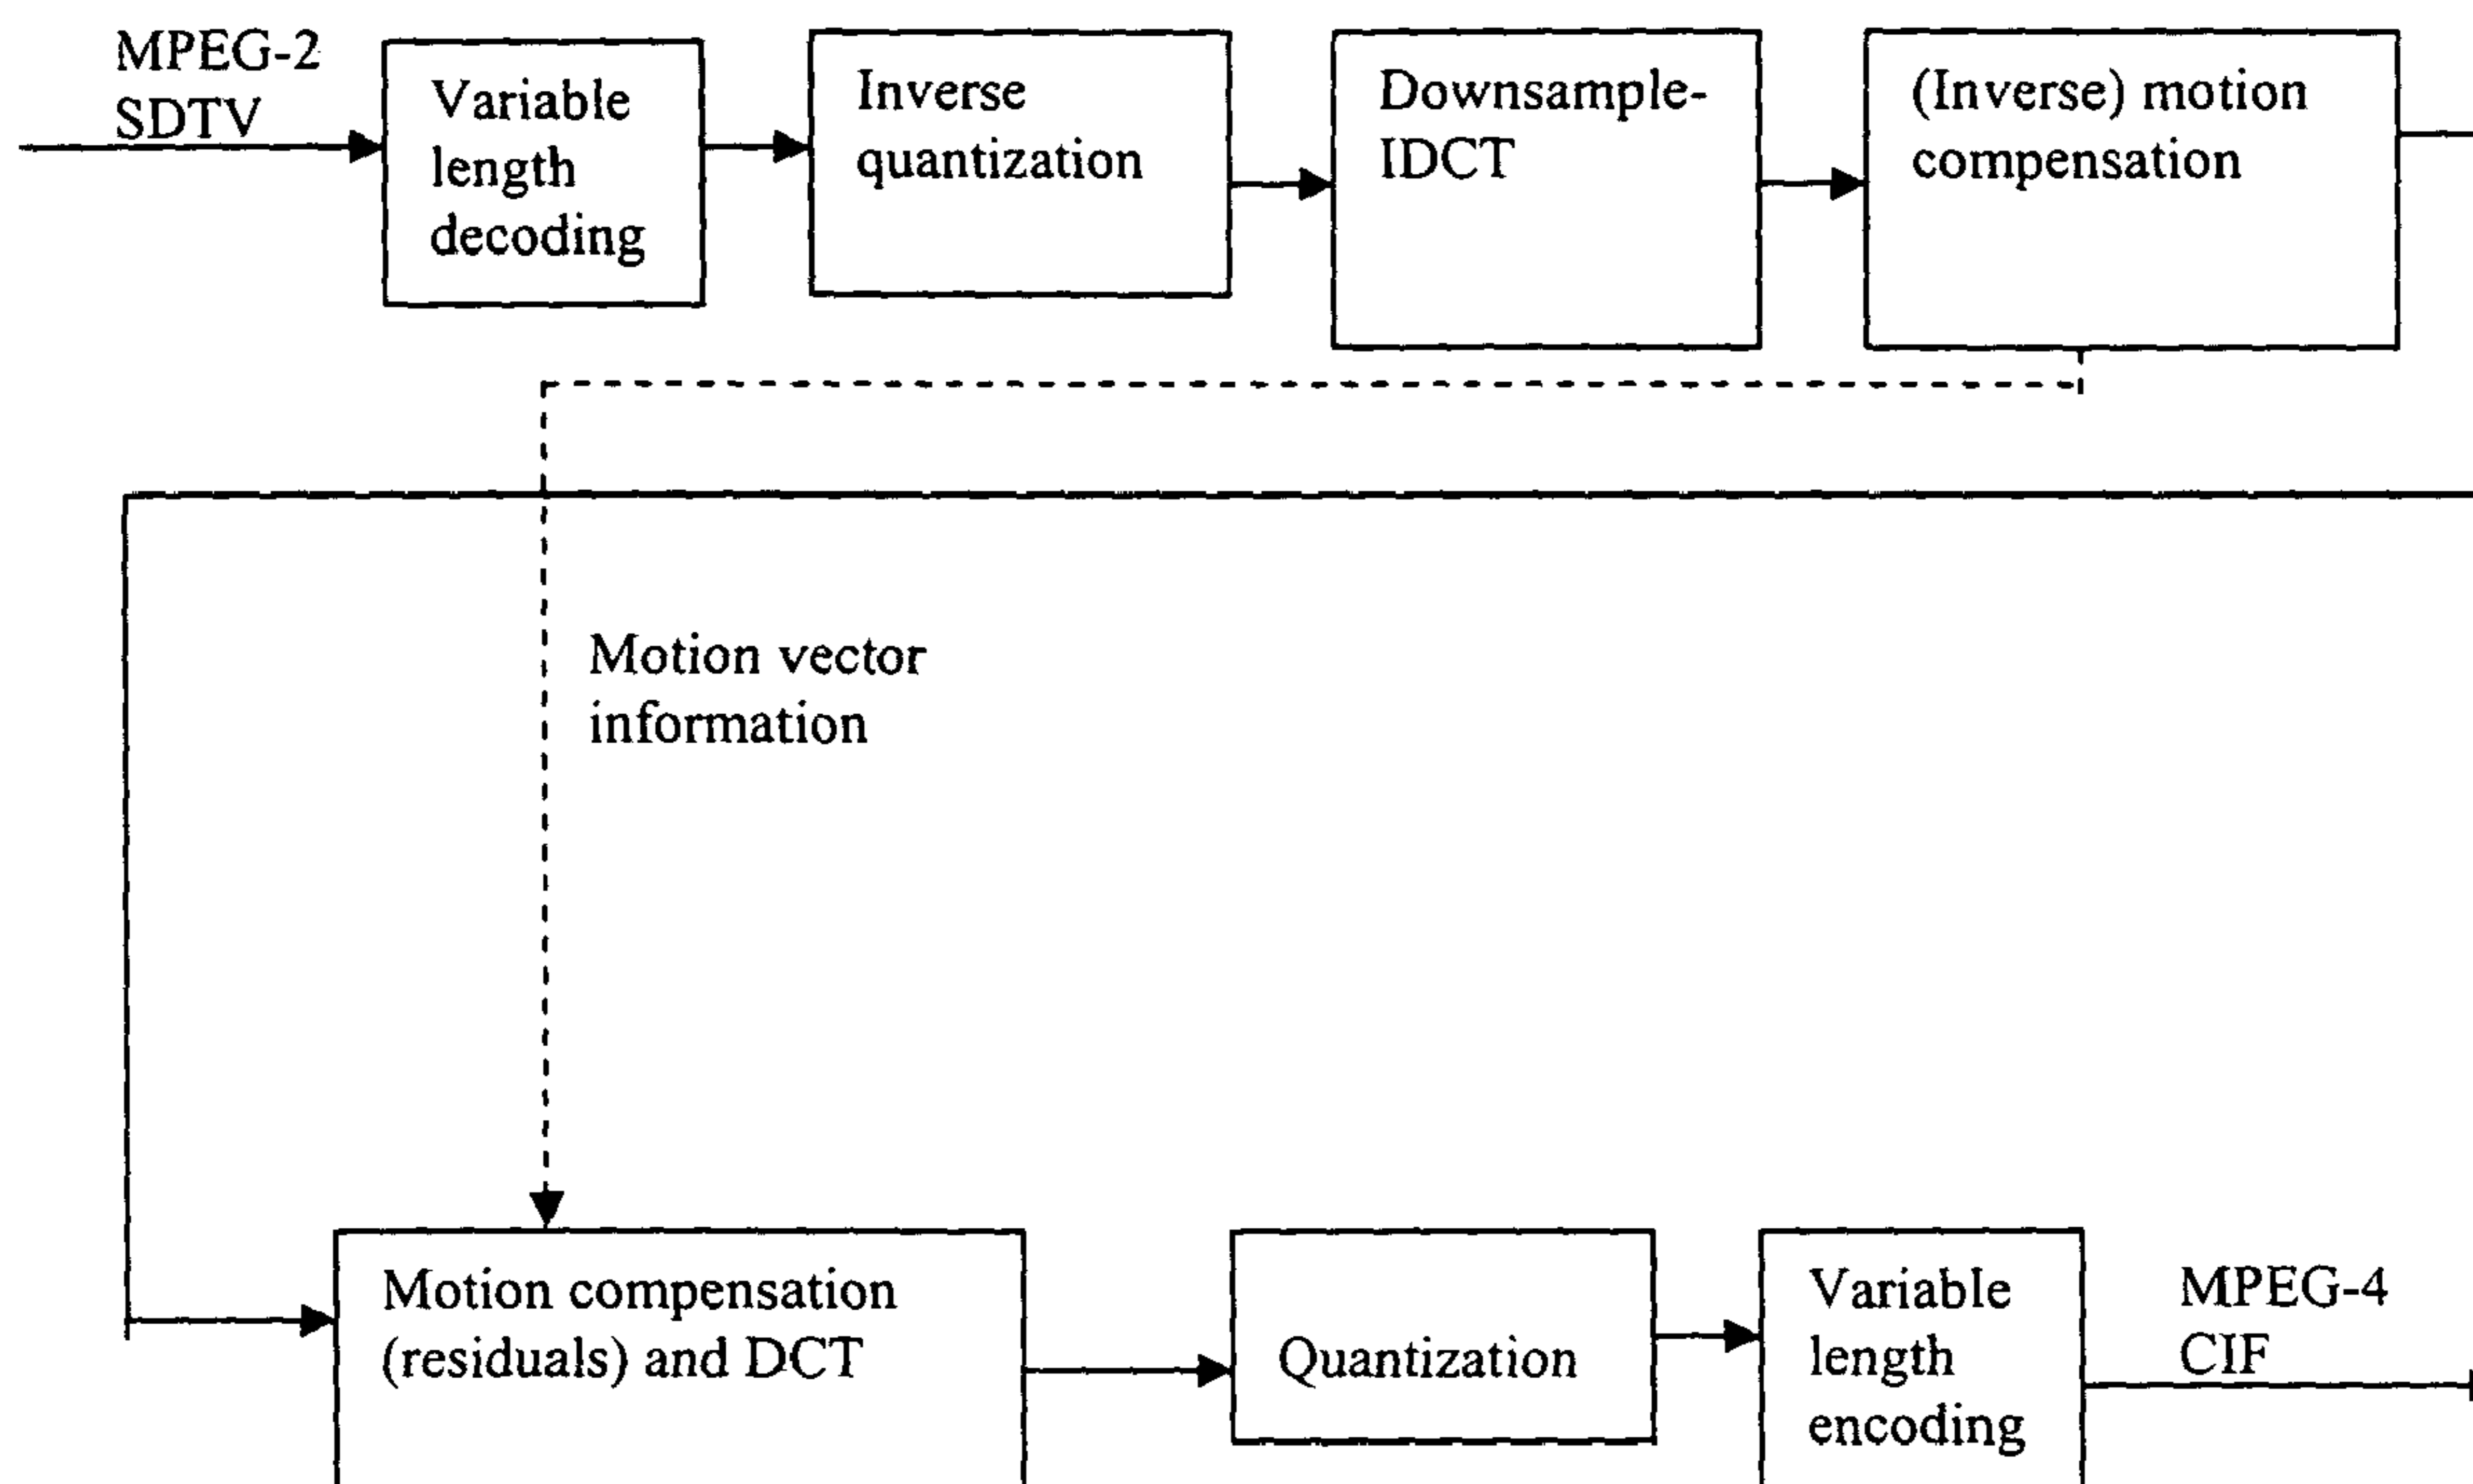 MPEG-2
SDTV
Variable
length
decoding
Inverse
quantization
Downsample-
IDCT
(Inverse) motion
compensation
Motion vector
information
Motion compensation
(residuals) and DCT
Quantization
Variable
length
encoding
MPEG-4
CIF